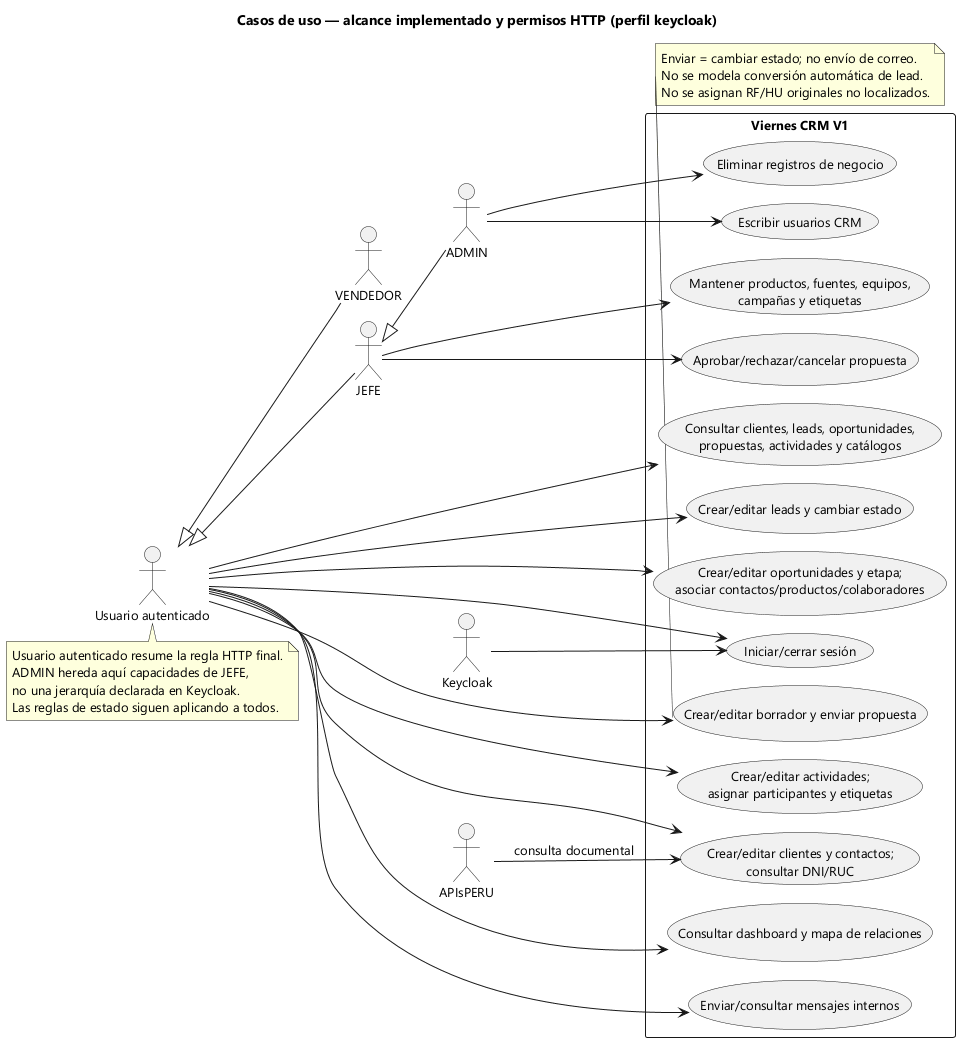 Casos de uso — alcance implementado y permisos HTTP (perfil keycloak)
Enviar = cambiar estado; no envío de correo.
No se modela conversión automática de lead.
No se asignan RF/HU originales no localizados.
Viernes CRM V1
Eliminar registros de negocio
Escribir usuarios CRM
ADMIN
VENDEDOR
Mantener productos, fuentes, equipos,
campañas y etiquetas
JEFE
Aprobar/rechazar/cancelar propuesta
Consultar clientes, leads, oportunidades,
propuestas, actividades y catálogos
Crear/editar leads y cambiar estado
Crear/editar oportunidades y etapa;
asociar contactos/productos/colaboradores
Usuario autenticado
Usuario autenticado resume la regla HTTP final.
ADMIN hereda aquí capacidades de JEFE,
no una jerarquía declarada en Keycloak.
Las reglas de estado siguen aplicando a todos.
Iniciar/cerrar sesión
Keycloak
Crear/editar borrador y enviar propuesta
Crear/editar actividades;
asignar participantes y etiquetas
consulta documental
APIsPERU
Crear/editar clientes y contactos;
consultar DNI/RUC
Consultar dashboard y mapa de relaciones
Enviar/consultar mensajes internos